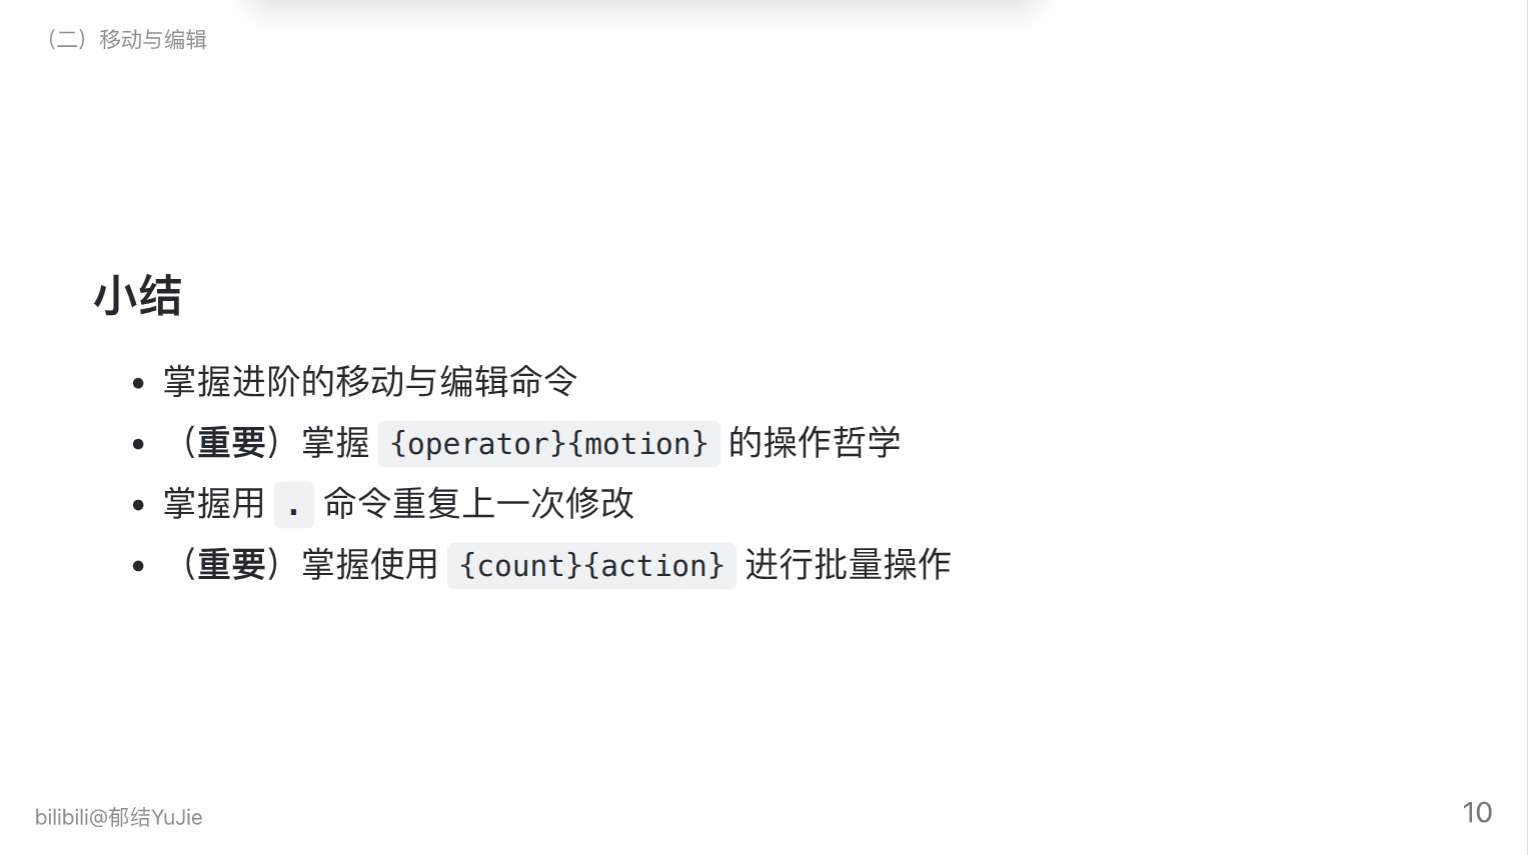 （二）移动与编辑
小结
• 掌握进阶的移动与编辑命令
• （重要）掌握 {operator}{motion} 的操作哲学
• 掌握用 . 命令重复上一次修改
• （重要）掌握使用 {count}{action} 进行批量操作
bilibili@郁结YuJie
10